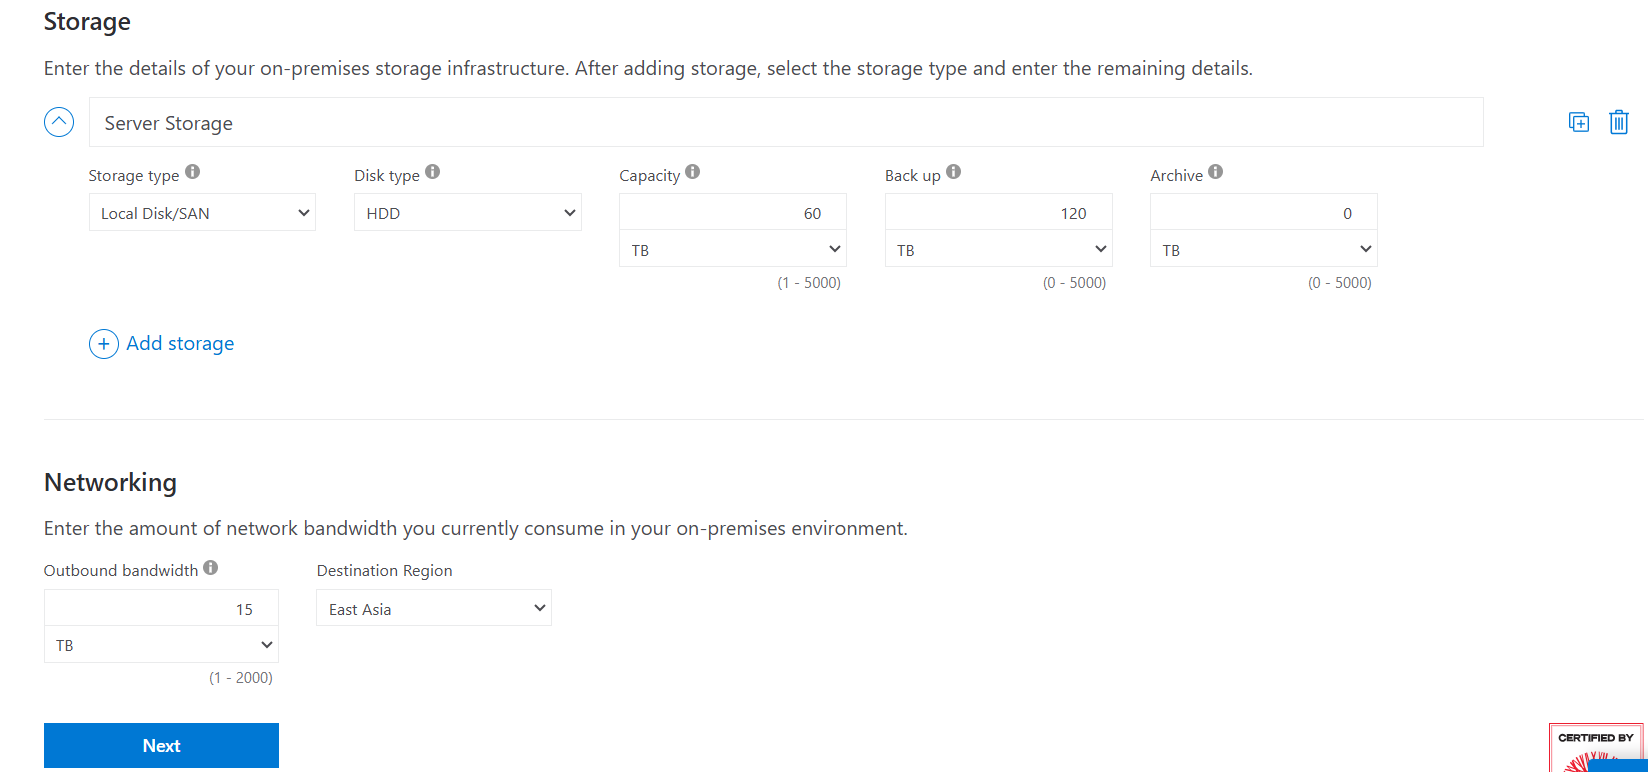 Storage
Enter the details of your on-premises storage infrastructure. After adding storage, select the storage type and enter the remaining details.
Server Storage
Storage type Disk type Capacity Back up Archive
Local Disk/SAN HDD 60 120 0
TB TB TB
(1 - 5000) (0 - 5000) (0 - 5000)
Add storage
Networking
Enter the amount of network bandwidth you currently consume in your on-premises environment.
Outbound bandwidth Destination Region
15 East Asia
TB
(1 - 2000)
Next
CERTIFIED BY